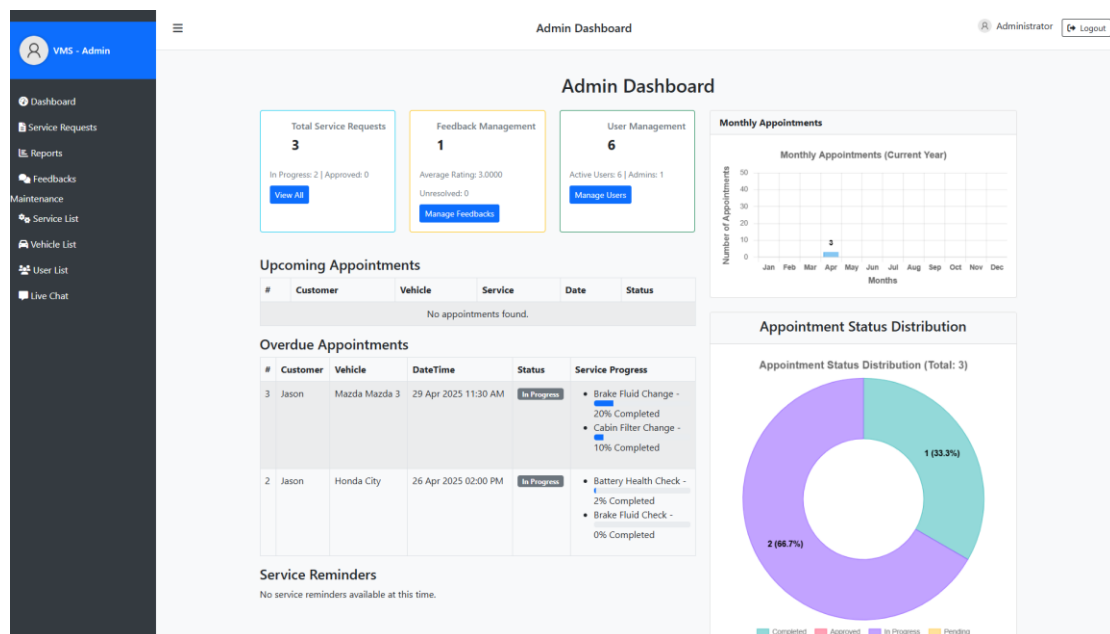 VMS - Admin
Dashboard
Service Requests
Reports
Feedbacks
Maintenance
Service List
Vehicle List
User List
Live Chat
Admin Dashboard
Administrator
Logout
Admin Dashboard
Total Service Requests
3
In Progress: 2 | Approved: 0
View All
Feedback Management
1
Average Rating: 3.0000
Unresolved: 0
Manage Feedbacks
User Management
6
Active Users: 6 | Admins: 1
Manage Users
Upcoming Appointments
# Customer Vehicle Service Date Status
No appointments found.
Overdue Appointments
# Customer Vehicle DateTime Status Service Progress
3 Jason Mazda Mazda 3 29 Apr 2025 11:30 AM In Progress Brake Fluid Change -
20% Completed
Cabin Filter Change -
10% Completed
2 Jason Honda City 26 Apr 2025 02:00 PM In Progress Battery Health Check -
2% Completed
Brake Fluid Check -
0% Completed
Service Reminders
No service reminders available at this time.
Monthly Appointments
Monthly Appointments (Current Year)
Number of Appointments
50
40
30
20
10
0
3
Jan Feb Mar Apr May Jun Jul Aug Sep Oct Nov Dec
Months
Appointment Status Distribution
Appointment Status Distribution (Total: 3)
1 (33.3%)
2 (66.7%)
Completed Approved In Progress Pending